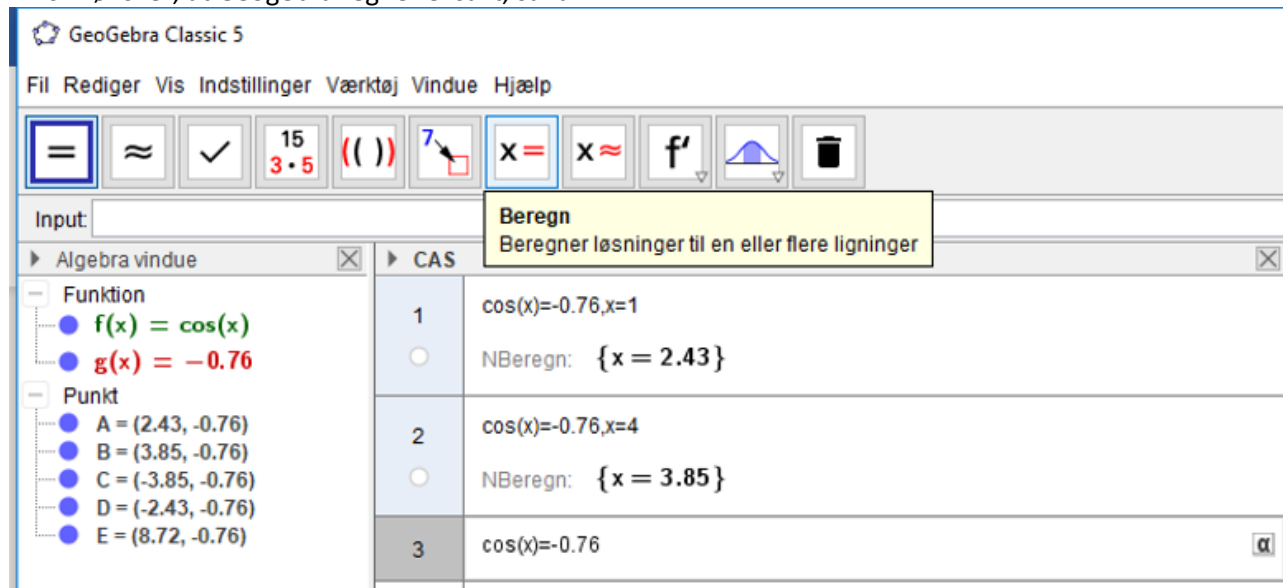 GeoGebra Classic 5
Fil Rediger Vis Indstillinger Værktøj Vindue Hjælp
= ≈ ✓ 15 3•5 (( )) 7 x= x≈ f′
Input:
Beregn
Beregner løsninger til en eller flere ligninger
Algebra vindue
CAS
Funktion
f(x) = cos(x)
g(x) = −0.76
Punkt
A = (2.43, -0.76)
B = (3.85, -0.76)
C = (-3.85, -0.76)
D = (-2.43, -0.76)
E = (8.72, -0.76)
1 cos(x)=-0.76,x=1
NBeregn: {x = 2.43}
2 cos(x)=-0.76,x=4
NBeregn: {x = 3.85}
3 cos(x)=-0.76 α